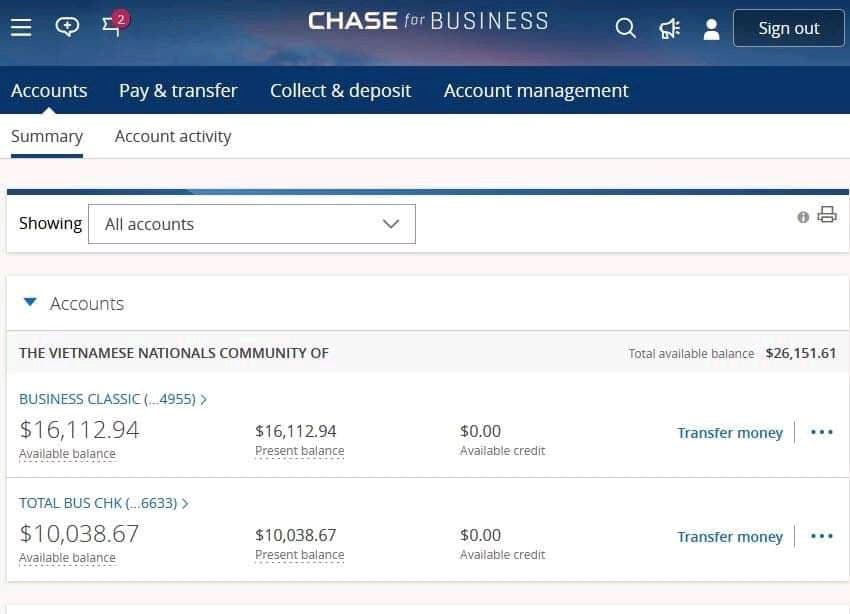 2
CHASE for BUSINESS
Sign out
Accounts Pay & transfer Collect & deposit Account management
Summary Account activity
Showing All accounts
Accounts
THE VIETNAMESE NATIONALS COMMUNITY OF Total available balance $26,151.61
BUSINESS CLASSIC (...4955)
$16,112.94 $16,112.94 $0.00 Transfer money
Available balance Present balance Available credit
TOTAL BUS CHK (...6633)
$10,038.67 $10,038.67 $0.00 Transfer money
Available balance Present balance Available credit